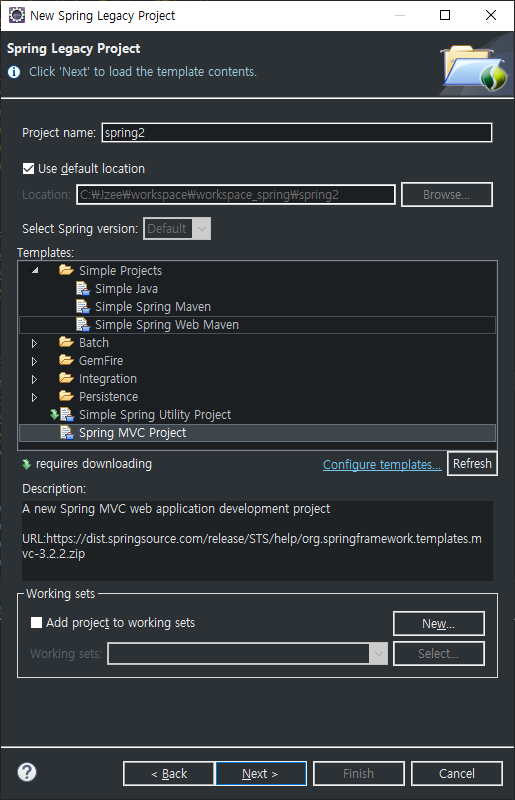 New Spring Legacy Project
Spring Legacy Project
Click 'Next' to load the template contents.
Project name: spring2
Use default location
Location: C:₩Jzee₩workspace₩workspace_spring₩spring2 Browse...
Select Spring version: Default
Templates:
Simple Projects
Simple Java
Simple Spring Maven
Simple Spring Web Maven
Batch
GemFire
Integration
Persistence
Simple Spring Utility Project
Spring MVC Project
requires downloading Configure templates... Refresh
Description:
A new Spring MVC web application development project
URL:https://dist.springsource.com/release/STS/help/org.springframework.templates.m
vc-3.2.2.zip
Working sets
Add project to working sets New...
Working sets: Select...
? < Back Next > Finish Cancel